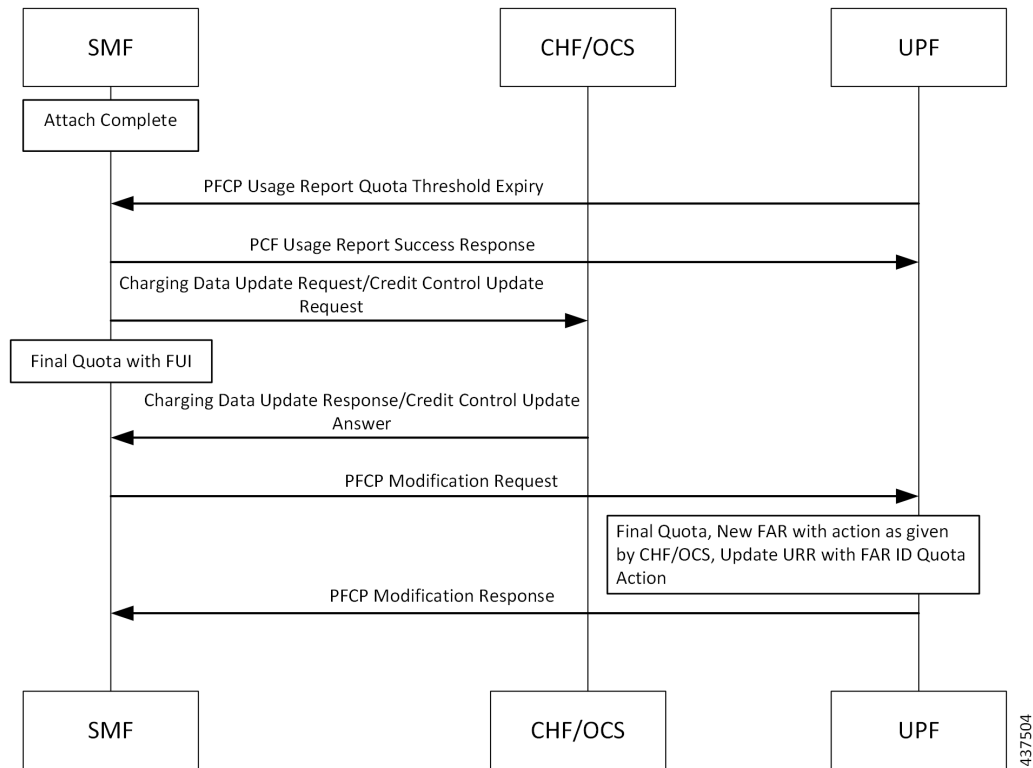 SMF
CHF/OCS
UPF
Attach Complete
PFCP Usage Report Quota Threshold Expiry
PCF Usage Report Success Response
Charging Data Update Request/Credit Control Update
Request
Final Quota with FUI
Charging Data Update Response/Credit Control Update
Answer
PFCP Modification Request
Final Quota, New FAR with action as given
by CHF/OCS, Update URR with FAR ID Quota
Action
PFCP Modification Response
SMF
CHF/OCS
UPF
437504